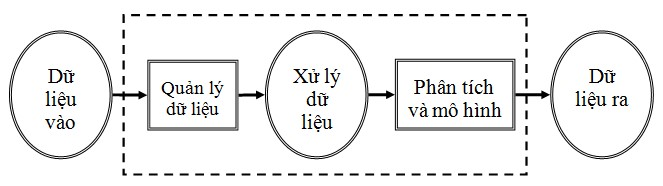 Dữ
liệu
vào
Quản lý
dữ liệu
Xử lý
dữ
liệu
Phân tích
và mô hình
Dữ
liệu ra